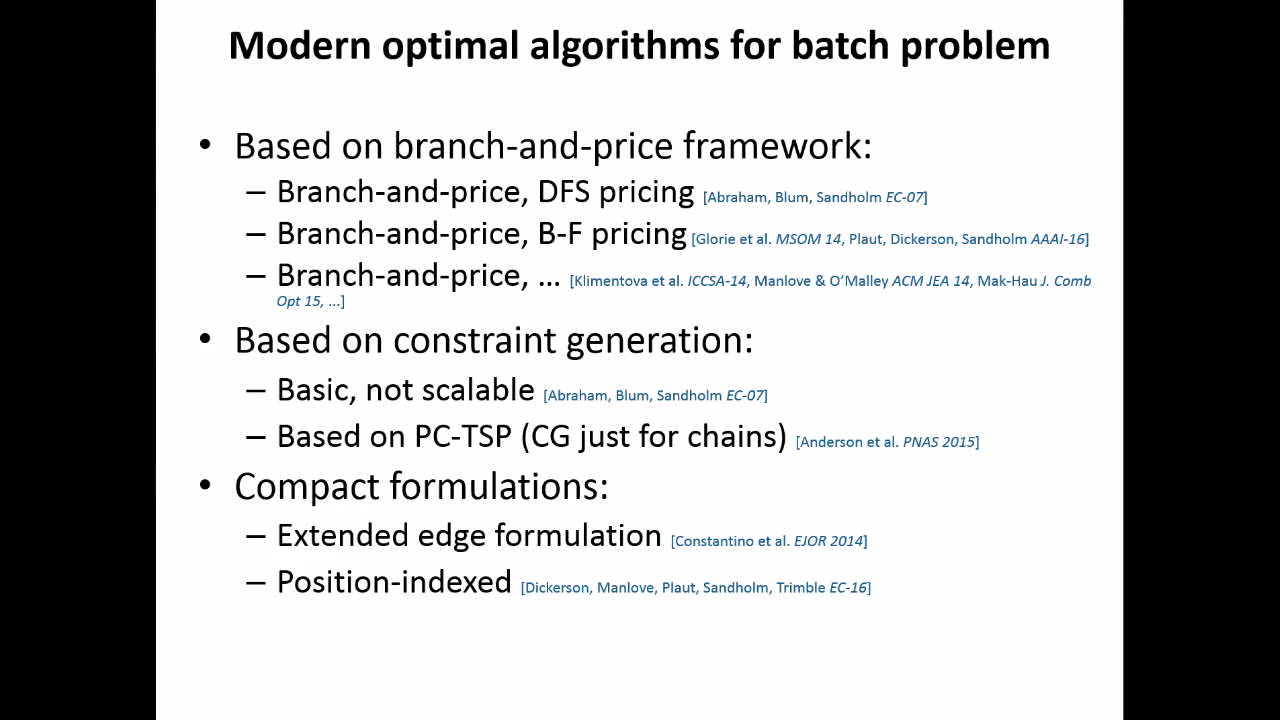 Modern optimal algorithms for batch problem
• Based on branch-and-price framework:
– Branch-and-price, DFS pricing [Abraham, Blum, Sandholm EC-07]
– Branch-and-price, B-F pricing [Glorie et al. MSOM 14, Plaut, Dickerson, Sandholm AAAI-16]
– Branch-and-price, ... [Klimentova et al. ICCSA-14, Manlove & O'Malley ACM JEA 14, Mak-Hau J. Comb
Opt 15, ...]
• Based on constraint generation:
– Basic, not scalable [Abraham, Blum, Sandholm EC-07]
– Based on PC-TSP (CG just for chains) [Anderson et al. PNAS 2015]
• Compact formulations:
– Extended edge formulation [Constantino et al. EJOR 2014]
– Position-indexed [Dickerson, Manlove, Plaut, Sandholm, Trimble EC-16]